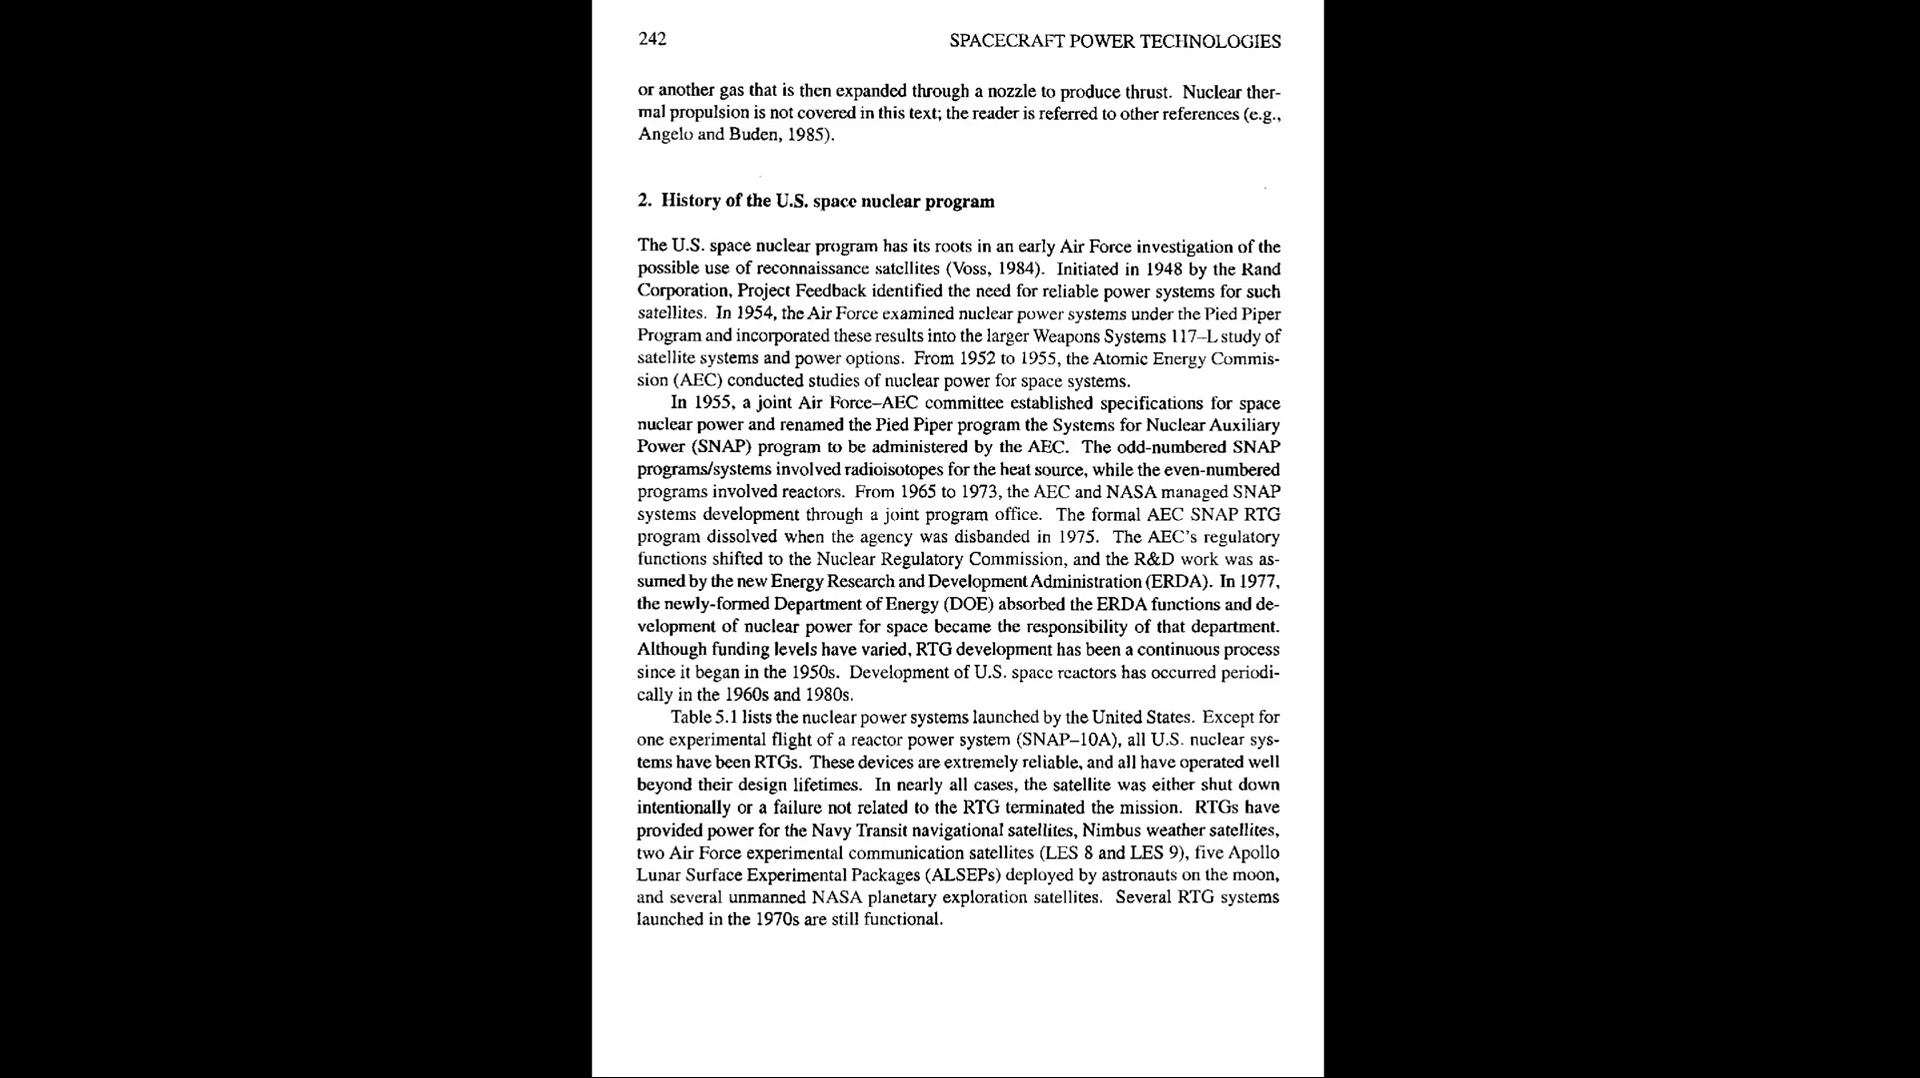 242
SPACECRAFT POWER TECHNOLOGIES
or another gas that is then expanded through a nozzle to produce thrust. Nuclear ther-
mal propulsion is not covered in this text; the reader is referred to other references (e.g.,
Angelo and Buden, 1985).
2. History of the U.S. space nuclear program
The U.S. space nuclear program has its roots in an early Air Force investigation of the
possible use of reconnaissance satellites (Voss, 1984). Initiated in 1948 by the Rand
Corporation, Project Feedback identified the need for reliable power systems for such
satellites. In 1954, the Air Force examined nuclear power systems under the Pied Piper
Program and incorporated these results into the larger Weapons Systems 117–L study of
satellite systems and power options. From 1952 to 1955, the Atomic Energy Commis-
sion (AEC) conducted studies of nuclear power for space systems.
In 1955, a joint Air Force–AEC committee established specifications for space
nuclear power and renamed the Pied Piper program the Systems for Nuclear Auxiliary
Power (SNAP) program to be administered by the AEC. The odd-numbered SNAP
programs/systems involved radioisotopes for the heat source, while the even-numbered
programs involved reactors. From 1965 to 1973, the AEC and NASA managed SNAP
systems development through a joint program office. The formal AEC SNAP RTG
program dissolved when the agency was disbanded in 1975. The AEC's regulatory
functions shifted to the Nuclear Regulatory Commission, and the R&D work was as-
sumed by the new Energy Research and Development Administration (ERDA). In 1977,
the newly-formed Department of Energy (DOE) absorbed the ERDA functions and de-
velopment of nuclear power for space became the responsibility of that department.
Although funding levels have varied, RTG development has been a continuous process
since it began in the 1950s. Development of U.S. space reactors has occurred periodi-
cally in the 1960s and 1980s.
Table 5.1 lists the nuclear power systems launched by the United States. Except for
one experimental flight of a reactor power system (SNAP–10A), all U.S. nuclear sys-
tems have been RTGs. These devices are extremely reliable, and all have operated well
beyond their design lifetimes. In nearly all cases, the satellite was either shut down
intentionally or a failure not related to the RTG terminated the mission. RTGs have
provided power for the Navy Transit navigational satellites, Nimbus weather satellites,
two Air Force experimental communication satellites (LES 8 and LES 9), five Apollo
Lunar Surface Experimental Packages (ALSEPs) deployed by astronauts on the moon,
and several unmanned NASA planetary exploration satellites. Several RTG systems
launched in the 1970s are still functional.